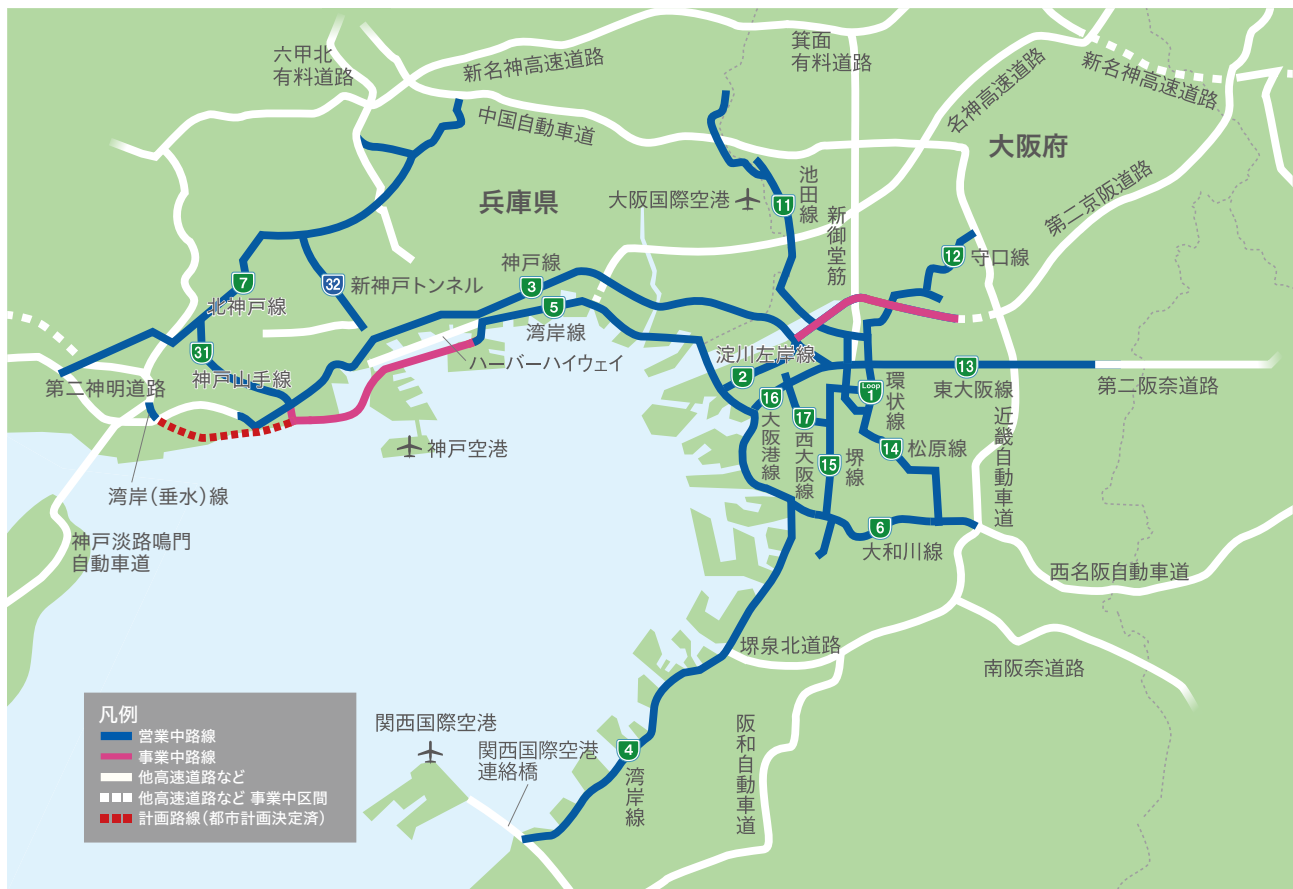 六甲北
有料道路
新名神高速道路
箕面
有料道路
名神高速道路
新名神高速道路
中国自動車道
大阪府
兵庫県
大阪国際空港
11
池田線
新御堂筋
第二京阪道路
12
守口線
7
北神戸線
32
新神戸トンネル
神戸線
3
5
湾岸線
ハーバーハイウェイ
31
神戸山手線
第二神明道路
淀川左岸線
2
16
大阪港線
17
西大阪線
15
堺線
Loop
1
環状線
13
東大阪線
第二阪奈道路
14
松原線
近畿自動車道
神戸空港
湾岸(垂水)線
神戸淡路鳴門
自動車道
6
大和川線
西名阪自動車道
堺泉北道路
南阪奈道路
阪和自動車道
関西国際空港
関西国際空港
連絡橋
4
湾岸線
凡例
営業中路線
事業中路線
他高速道路など
他高速道路など 事業中区間
計画路線(都市計画決定済)